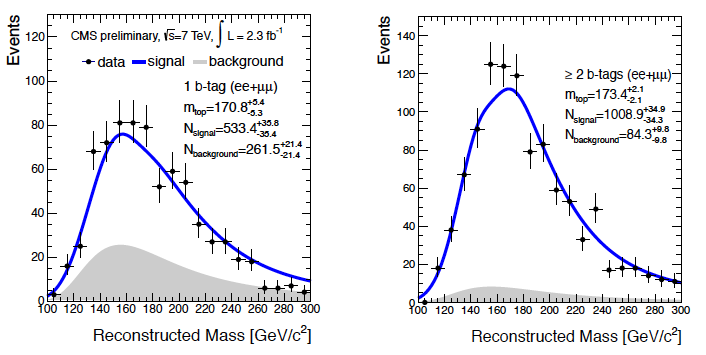 Events
CMS preliminary, √s=7 TeV, ∫ L = 2.3 fb⁻¹
data signal background
1 b-tag (ee+μμ)
m_top=170.8 +5.4 -5.3
N_signal=533.4 +35.8 -35.4
N_background=261.5 +21.4 -21.4
120
100
80
60
40
20
0
100 120 140 160 180 200 220 240 260 280 300
Reconstructed Mass [GeV/c²]
Events
≥ 2 b-tags (ee+μμ)
m_top=173.4 +2.1 -2.1
N_signal=1008.9 +34.9 -34.3
N_background=84.3 +9.8 -9.8
140
120
100
80
60
40
20
0
100 120 140 160 180 200 220 240 260 280 300
Reconstructed Mass [GeV/c²]